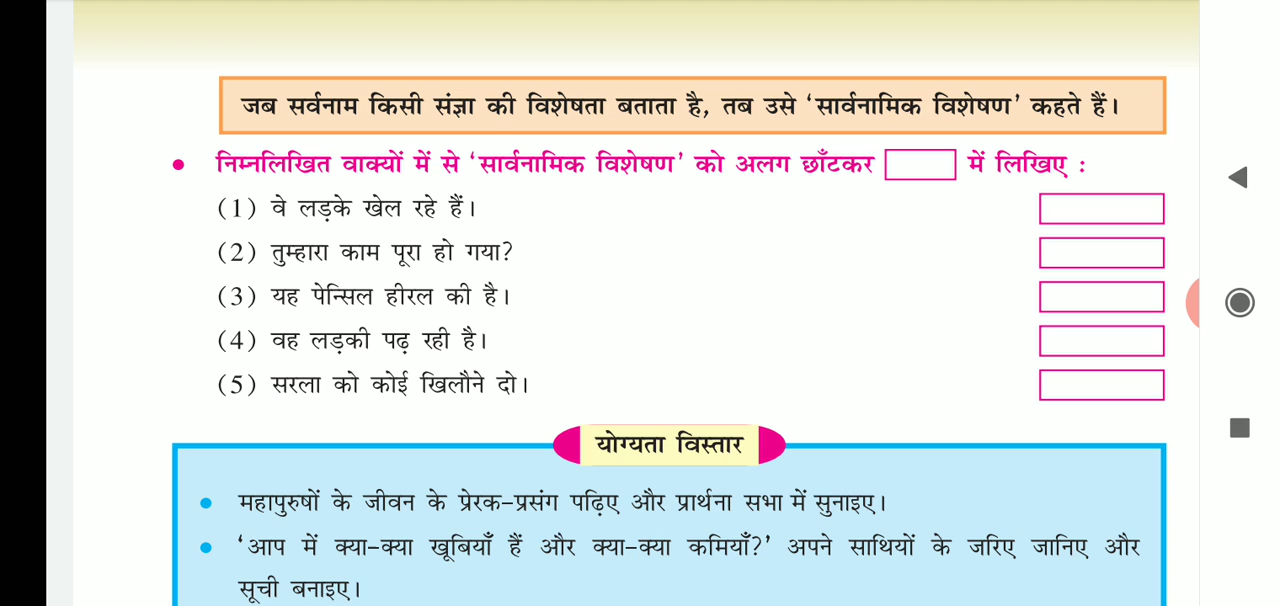 जब सर्वनाम किसी संज्ञा की विशेषता बताता है, तब उसे ‘सार्वनामिक विशेषण’ कहते हैं।
• निम्नलिखित वाक्यों में से ‘सार्वनामिक विशेषण’ को अलग छाँटकर में लिखिए :
(1) वे लड़के खेल रहे हैं।
(2) तुम्हारा काम पूरा हो गया?
(3) यह पेन्सिल हीरल की है।
(4) वह लड़की पढ़ रही है।
(5) सरला को कोई खिलौने दो।
योग्यता विस्तार
• महापुरुषों के जीवन के प्रेरक-प्रसंग पढ़िए और प्रार्थना सभा में सुनाइए।
• ‘आप में क्या-क्या खूबियाँ हैं और क्या-क्या कमियाँ?’ अपने साथियों के जरिए जानिए और
सूची बनाइए।